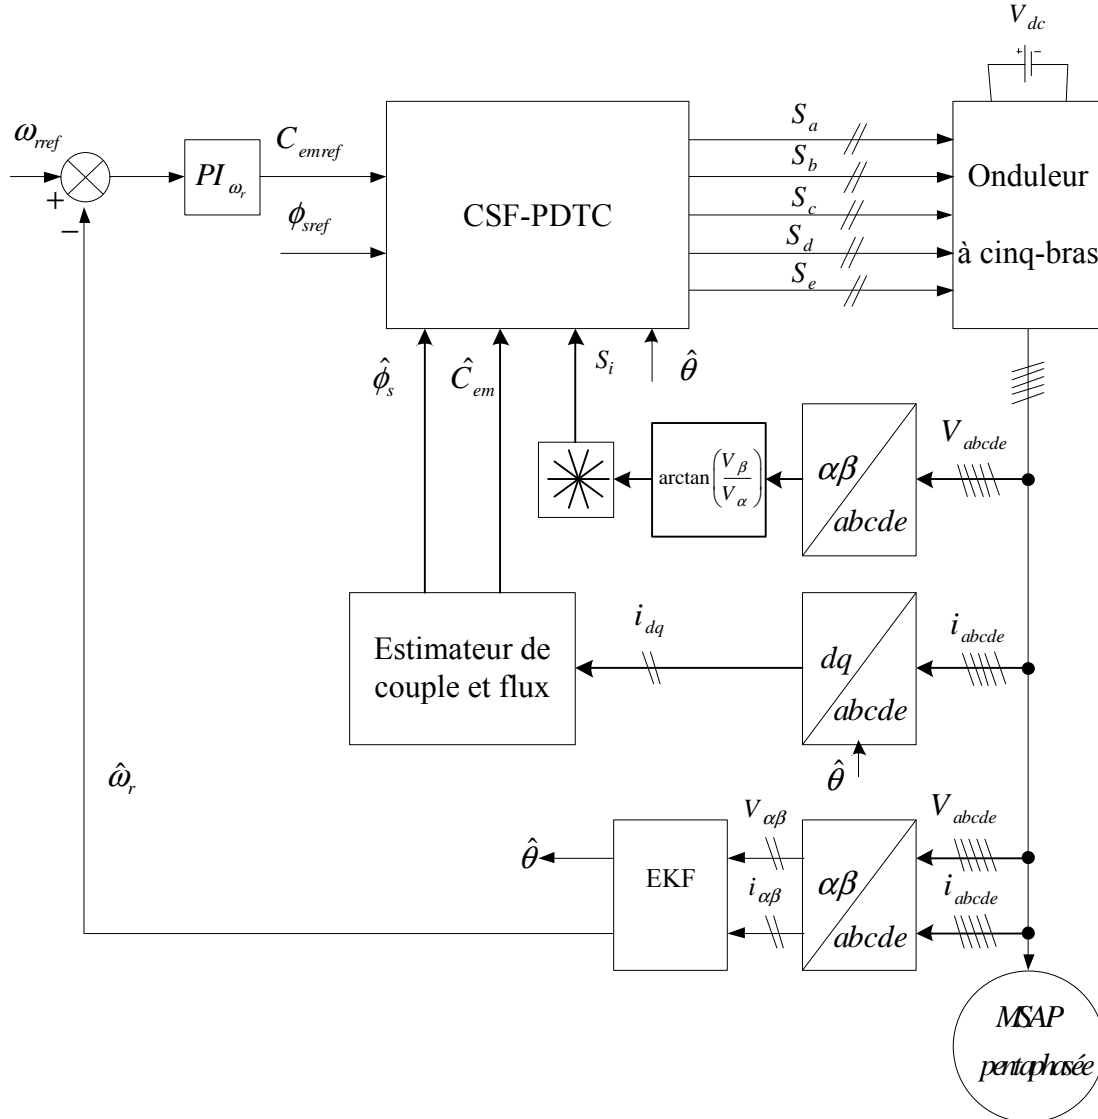 V_dc
+ −
ω_rref
+
−
PI_ω_r
C_emref
ϕ_sref
CSF-PDTC
S_a
S_b
S_c
S_d
S_e
Onduleur
à cinq-bras
ϕ̂_s
Ĉ_em
S_i
θ̂
arctan(V_β/V_α)
αβ
abcde
V_abcde
Estimateur de
couple et flux
i_dq
dq
abcde
i_abcde
θ̂
ω̂_r
θ̂
EKF
V_αβ
i_αβ
αβ
abcde
V_abcde
i_abcde
MSAP
pentaphasée